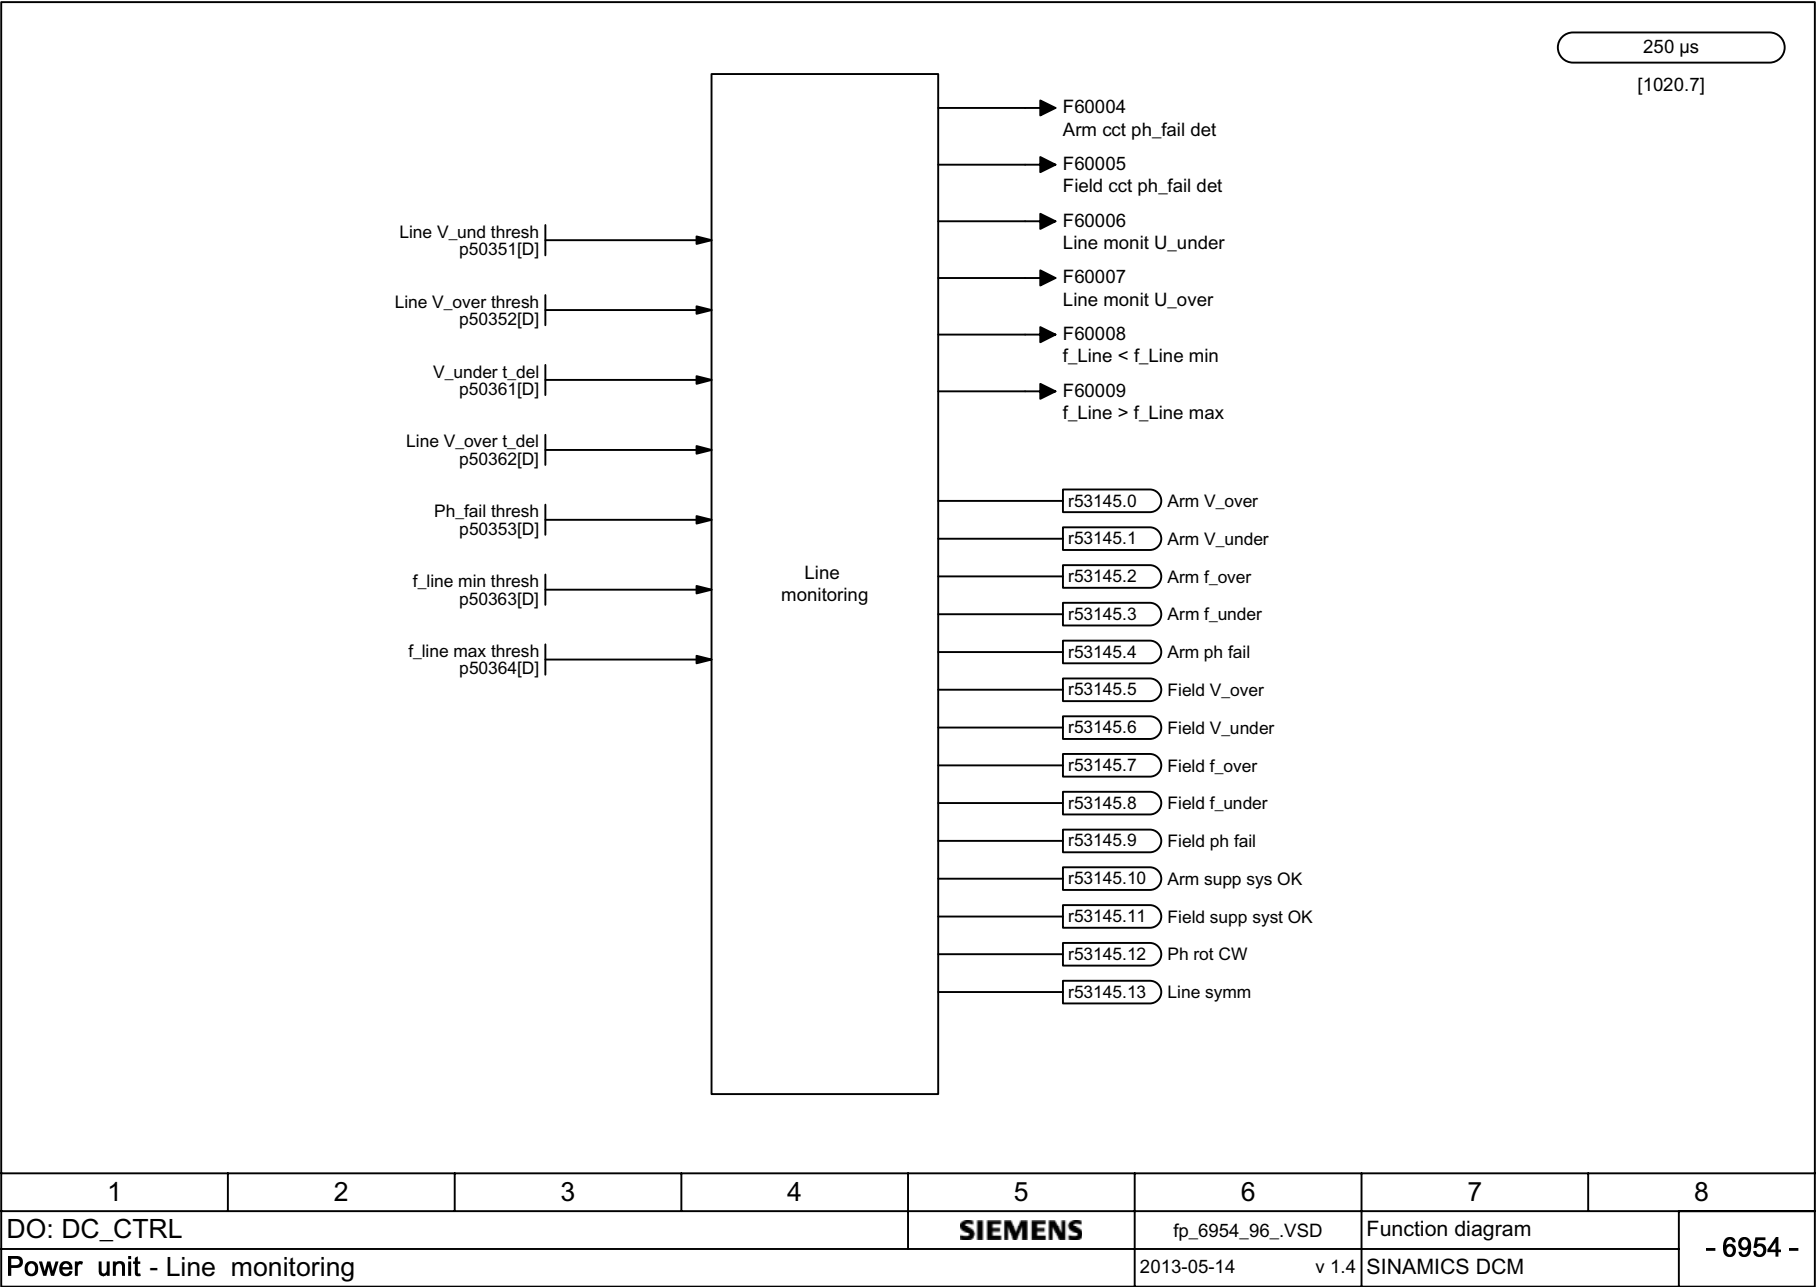 250 µs
[1020.7]
Line V_und thresh
p50351[D]
Line V_over thresh
p50352[D]
V_under t_del
p50361[D]
Line V_over t_del
p50362[D]
Ph_fail thresh
p50353[D]
f_line min thresh
p50363[D]
f_line max thresh
p50364[D]
Line
monitoring
F60004
Arm cct ph_fail det
F60005
Field cct ph_fail det
F60006
Line monit U_under
F60007
Line monit U_over
F60008
f_Line < f_Line min
F60009
f_Line > f_Line max
r53145.0 Arm V_over
r53145.1 Arm V_under
r53145.2 Arm f_over
r53145.3 Arm f_under
r53145.4 Arm ph fail
r53145.5 Field V_over
r53145.6 Field V_under
r53145.7 Field f_over
r53145.8 Field f_under
r53145.9 Field ph fail
r53145.10 Arm supp sys OK
r53145.11 Field supp syst OK
r53145.12 Ph rot CW
r53145.13 Line symm
1 2 3 4 5 6 7 8
DO: DC_CTRL SIEMENS fp_6954_96_.VSD Function diagram
- 6954 -
Power unit - Line monitoring 2013-05-14 v 1.4 SINAMICS DCM